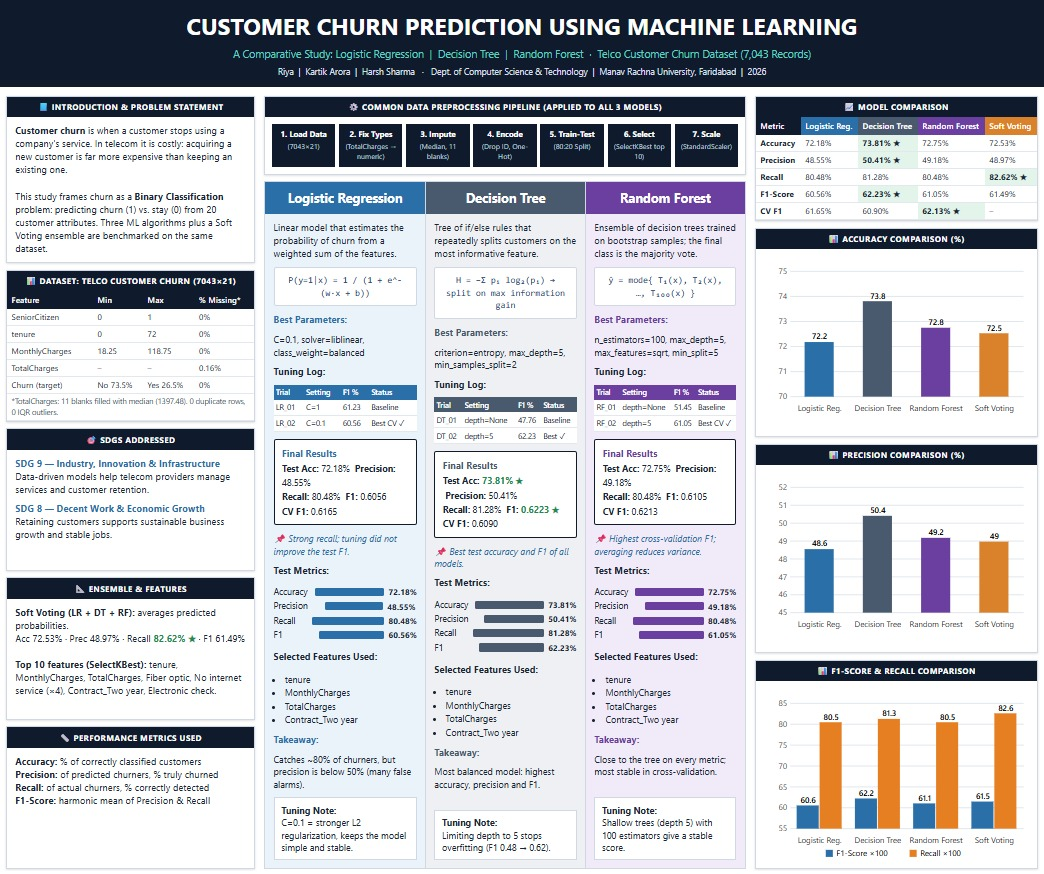 CUSTOMER CHURN PREDICTION USING MACHINE LEARNING
A Comparative Study: Logistic Regression | Decision Tree | Random Forest · Telco Customer Churn Dataset (7,043 Records)
Riya | Kartik Arora | Harsh Sharma · Dept. of Computer Science & Technology | Manav Rachna University, Faridabad | 2026
INTRODUCTION & PROBLEM STATEMENT
Customer churn is when a customer stops using a
company's service. In telecom it is costly: acquiring a
new customer is far more expensive than keeping an
existing one.
This study frames churn as a Binary Classification
problem: predicting churn (1) vs. stay (0) from 20
customer attributes. Three ML algorithms plus a Soft
Voting ensemble are benchmarked on the same
dataset.
DATASET: TELCO CUSTOMER CHURN (7043×21)
Feature Min Max % Missing*
SeniorCitizen 0 1 0%
tenure 0 72 0%
MonthlyCharges 18.25 118.75 0%
TotalCharges – – 0.16%
Churn (target) No 73.5% Yes 26.5% 0%
*TotalCharges: 11 blanks filled with median (1397.48). 0 duplicate rows,
0 IQR outliers.
SDGS ADDRESSED
SDG 9 — Industry, Innovation & Infrastructure
Data-driven models help telecom providers manage
services and customer retention.
SDG 8 — Decent Work & Economic Growth
Retaining customers supports sustainable business
growth and stable jobs.
ENSEMBLE & FEATURES
Soft Voting (LR + DT + RF): averages predicted
probabilities.
Acc 72.53% · Prec 48.97% · Recall 82.62% ★ · F1 61.49%
Top 10 features (SelectKBest): tenure,
MonthlyCharges, TotalCharges, Fiber optic, No internet
service (×4), Contract_Two year, Electronic check.
PERFORMANCE METRICS USED
Accuracy: % of correctly classified customers
Precision: of predicted churners, % truly churned
Recall: of actual churners, % correctly detected
F1-Score: harmonic mean of Precision & Recall
COMMON DATA PREPROCESSING PIPELINE (APPLIED TO ALL 3 MODELS)
1. Load Data
(7043×21)
2. Fix Types
(TotalCharges →
numeric)
3. Impute
(Median, 11
blanks)
4. Encode
(Drop ID, One-
Hot)
5. Train-Test
(80:20 Split)
6. Select
(SelectKBest top
10)
7. Scale
(StandardScaler)
Logistic Regression
Linear model that estimates the
probability of churn from a
weighted sum of the features.
P(y=1|x) = 1 / (1 + e^-
(w·x + b))
Best Parameters:
C=0.1, solver=liblinear,
class_weight=balanced
Tuning Log:
Trial Setting F1 % Status
LR_01 C=1 61.23 Baseline
LR_02 C=0.1 60.56 Best CV ✓
Final Results
Test Acc: 72.18% Precision:
48.55%
Recall: 80.48% F1: 0.6056
CV F1: 0.6165
📌 Strong recall; tuning did not
improve the test F1.
Test Metrics:
Accuracy 72.18%
Precision 48.55%
Recall 80.48%
F1 60.56%
Selected Features Used:
• tenure
• MonthlyCharges
• TotalCharges
• Contract_Two year
Takeaway:
Catches ~80% of churners, but
precision is below 50% (many false
alarms).
Tuning Note:
C=0.1 = stronger L2
regularization, keeps the model
simple and stable.
Decision Tree
Tree of if/else rules that
repeatedly splits customers on the
most informative feature.
H = −Σ pᵢ log₂(pᵢ) →
split on max information
gain
Best Parameters:
criterion=entropy, max_depth=5,
min_samples_split=2
Tuning Log:
Trial Setting F1 % Status
DT_01 depth=None 47.76 Baseline
DT_02 depth=5 62.23 Best ✓
Final Results
Test Acc: 73.81% ★
Precision: 50.41%
Recall: 81.28% F1: 0.6223 ★
CV F1: 0.6090
📌 Best test accuracy and F1 of all
models.
Test Metrics:
Accuracy 73.81%
Precision 50.41%
Recall 81.28%
F1 62.23%
Selected Features Used:
• tenure
• MonthlyCharges
• TotalCharges
• Contract_Two year
Takeaway:
Most balanced model: highest
accuracy, precision and F1.
Tuning Note:
Limiting depth to 5 stops
overfitting (F1 0.48 → 0.62).
Random Forest
Ensemble of decision trees trained
on bootstrap samples; the final
class is the majority vote.
ŷ = mode{ T₁(x), T₂(x),
…, T₁₀₀(x) }
Best Parameters:
n_estimators=100, max_depth=5,
max_features=sqrt, min_split=5
Tuning Log:
Trial Setting F1 % Status
RF_01 depth=None 51.45 Baseline
RF_02 depth=5 61.05 Best CV ✓
Final Results
Test Acc: 72.75% Precision:
49.18%
Recall: 80.48% F1: 0.6105
CV F1: 0.6213
📌 Highest cross-validation F1;
averaging reduces variance.
Test Metrics:
Accuracy 72.75%
Precision 49.18%
Recall 80.48%
F1 61.05%
Selected Features Used:
• tenure
• MonthlyCharges
• TotalCharges
• Contract_Two year
Takeaway:
Close to the tree on every metric;
most stable in cross-validation.
Tuning Note:
Shallow trees (depth 5) with
100 estimators give a stable
score.
MODEL COMPARISON
Metric Logistic Reg. Decision Tree Random Forest Soft Voting
Accuracy 72.18% 73.81% ★ 72.75% 72.53%
Precision 48.55% 50.41% ★ 49.18% 48.97%
Recall 80.48% 81.28% 80.48% 82.62% ★
F1-Score 60.56% 62.23% ★ 61.05% 61.49%
CV F1 61.65% 60.90% 62.13% ★ –
ACCURACY COMPARISON (%)
75
74
73
72
71
70
72.2 73.8 72.8 72.5
Logistic Reg. Decision Tree Random Forest Soft Voting
PRECISION COMPARISON (%)
52
51
50
49
48
47
46
45
48.6 50.4 49.2 49
Logistic Reg. Decision Tree Random Forest Soft Voting
F1-SCORE & RECALL COMPARISON
85
80
75
70
65
60
55
60.6 80.5 62.2 81.3 61.1 80.5 61.5 82.6
Logistic Reg. Decision Tree Random Forest Soft Voting
F1-Score ×100 Recall ×100